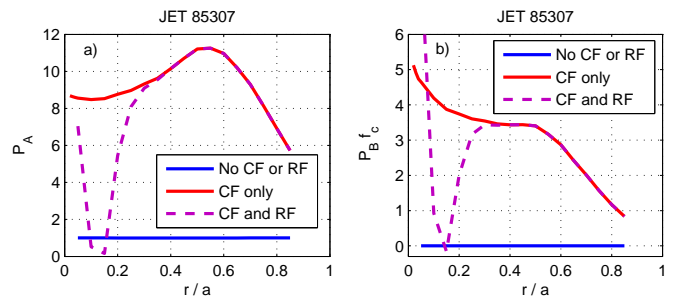 JET 85307
a)
P_A
12
10
8
6
4
2
0
No CF or RF
CF only
CF and RF
0 0.2 0.4 0.6 0.8 1
r / a
JET 85307
b)
P_B f_c
6
5
4
3
2
1
0
No CF or RF
CF only
CF and RF
0 0.2 0.4 0.6 0.8 1
r / a